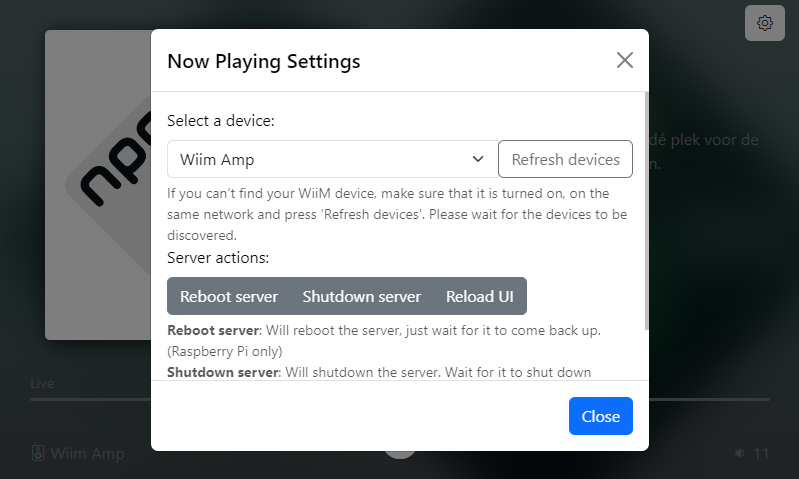 Now Playing Settings
Select a device:
Wiim Amp
Refresh devices
If you can't find your WiiM device, make sure that it is turned on, on the
same network and press 'Refresh devices'. Please wait for the devices to be
discovered.
Server actions:
Reboot server
Shutdown server
Reload UI
Reboot server: Will reboot the server, just wait for it to come back up.
(Raspberry Pi only)
Shutdown server: Will shutdown the server. Wait for it to shut down
Close
dé plek voor de
n.
Live
Wiim Amp
11